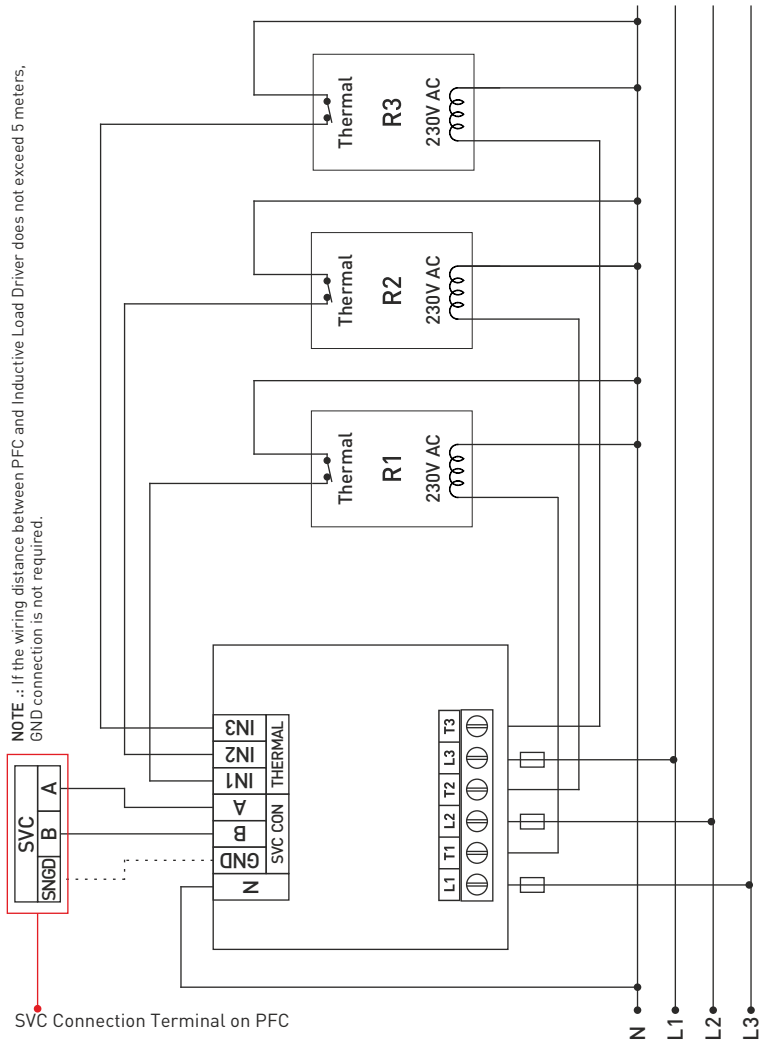 NOTE .: If the wiring distance between PFC and Inductive Load Driver does not exceed 5 meters,
GND connection is not required.
SVC
SNGD B A
SVC Connection Terminal on PFC
N GND B A IN1 IN2 IN3
SVC CON THERMAL
L1 T1 L2 T2 L3 T3
Thermal
R1
230V AC
Thermal
R2
230V AC
Thermal
R3
230V AC
N
L1
L2
L3